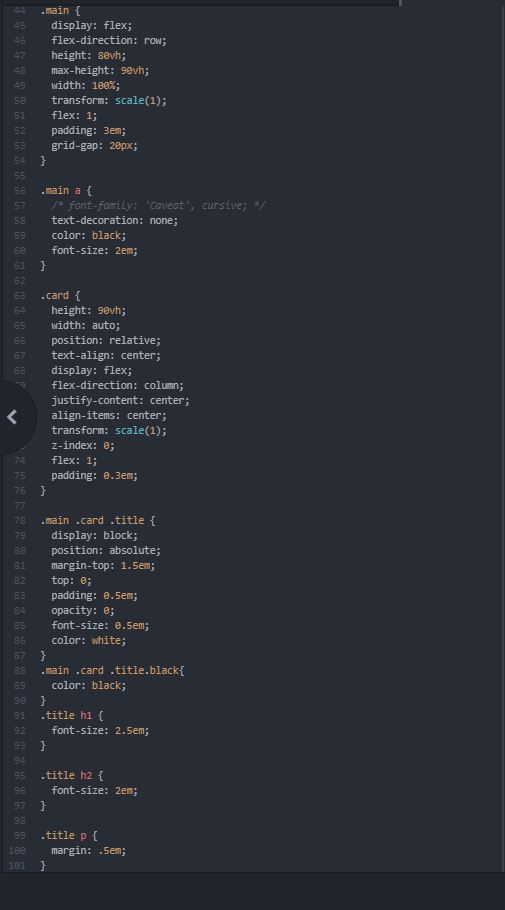 44 .main {
45 display: flex;
46 flex-direction: row;
47 height: 80vh;
48 max-height: 90vh;
49 width: 100%;
50 transform: scale(1);
51 flex: 1;
52 padding: 3em;
53 grid-gap: 20px;
54 }
55
56 .main a {
57 /* font-family: 'Caveat', cursive; */
58 text-decoration: none;
59 color: black;
60 font-size: 2em;
61 }
62
63 .card {
64 height: 90vh;
65 width: auto;
66 position: relative;
67 text-align: center;
68 display: flex;
flex-direction: column;
justify-content: center;
align-items: center;
transform: scale(1);
z-index: 0;
74 flex: 1;
75 padding: 0.3em;
76 }
77
78 .main .card .title {
79 display: block;
80 position: absolute;
81 margin-top: 1.5em;
82 top: 0;
83 padding: 0.5em;
84 opacity: 0;
85 font-size: 0.5em;
86 color: white;
87 }
88 .main .card .title.black{
89 color: black;
90 }
91 .title h1 {
92 font-size: 2.5em;
93 }
94
95 .title h2 {
96 font-size: 2em;
97 }
98
99 .title p {
100 margin: .5em;
101 }